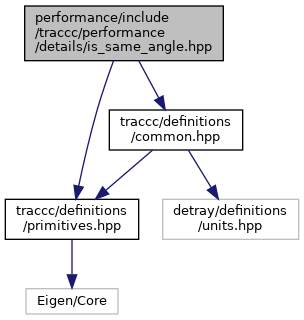 performance/include
/traccc/performance
/details/is_same_angle.hpp
traccc/definitions
/common.hpp
traccc/definitions
/primitives.hpp
detray/definitions
/units.hpp
Eigen/Core